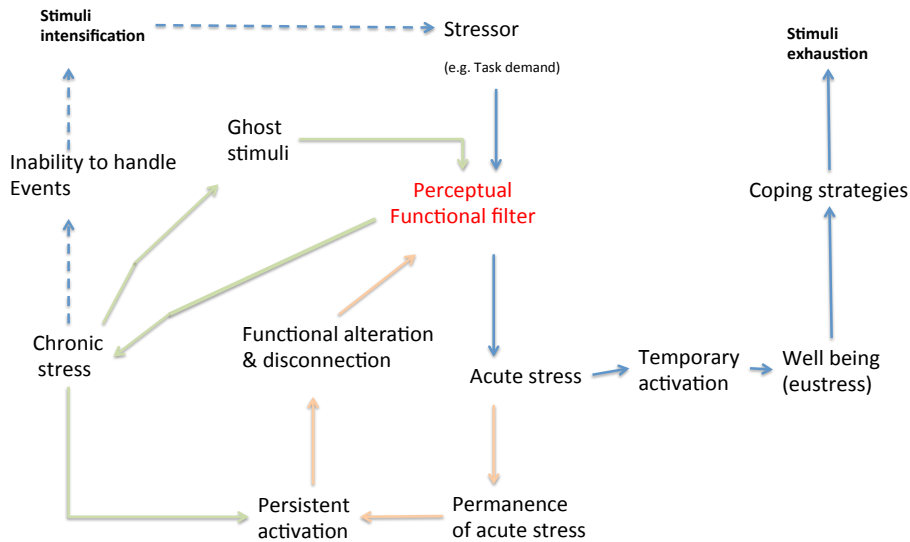 Stimuli
intensification
Stressor
(e.g. Task demand)
Stimuli
exhaustion
Ghost
stimuli
Inability to handle
Events
Perceptual
Functional filter
Coping strategies
Chronic
stress
Functional alteration
& disconnection
Acute stress
Temporary
activation
Well being
(eustress)
Persistent
activation
Permanence
of acute stress